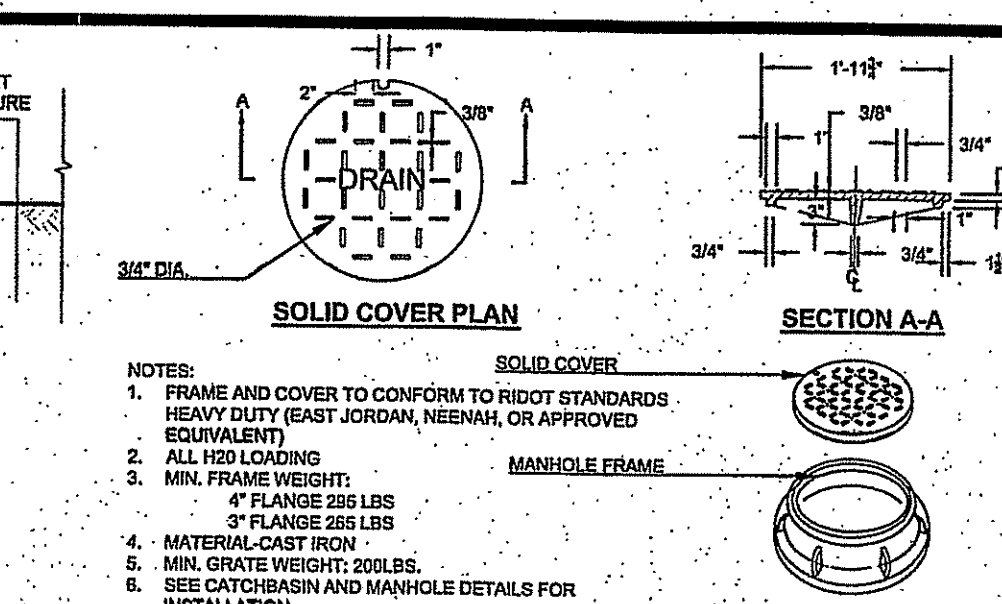 1"
2"
A
A
3/8"
DRAIN
3/4" DIA.
SOLID COVER PLAN
1'-11¾"
3/8"
1"
3/4"
3"
1"
3/4"
3/4"
SECTION A-A
NOTES:
1. FRAME AND COVER TO CONFORM TO RIDOT STANDARDS
HEAVY DUTY (EAST JORDAN, NEENAH, OR APPROVED
EQUIVALENT)
2. ALL H20 LOADING
3. MIN. FRAME WEIGHT:
4" FLANGE 295 LBS
3" FLANGE 265 LBS
4. MATERIAL-CAST IRON
5. MIN. GRATE WEIGHT: 200LBS.
6. SEE CATCHBASIN AND MANHOLE DETAILS FOR
INSTALLATION
SOLID COVER
MANHOLE FRAME